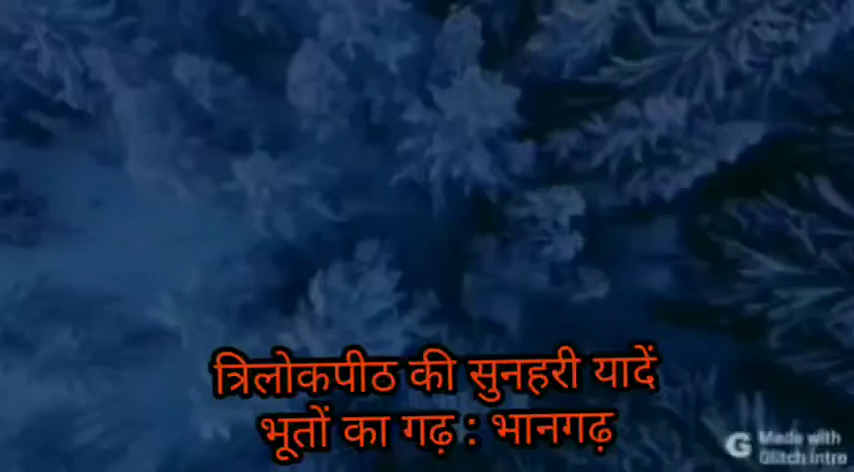 त्रिलोकपीठ की सुनहरी यादें
भूतों का गढ़ : भानगढ़
G Made with
Glitch Intro